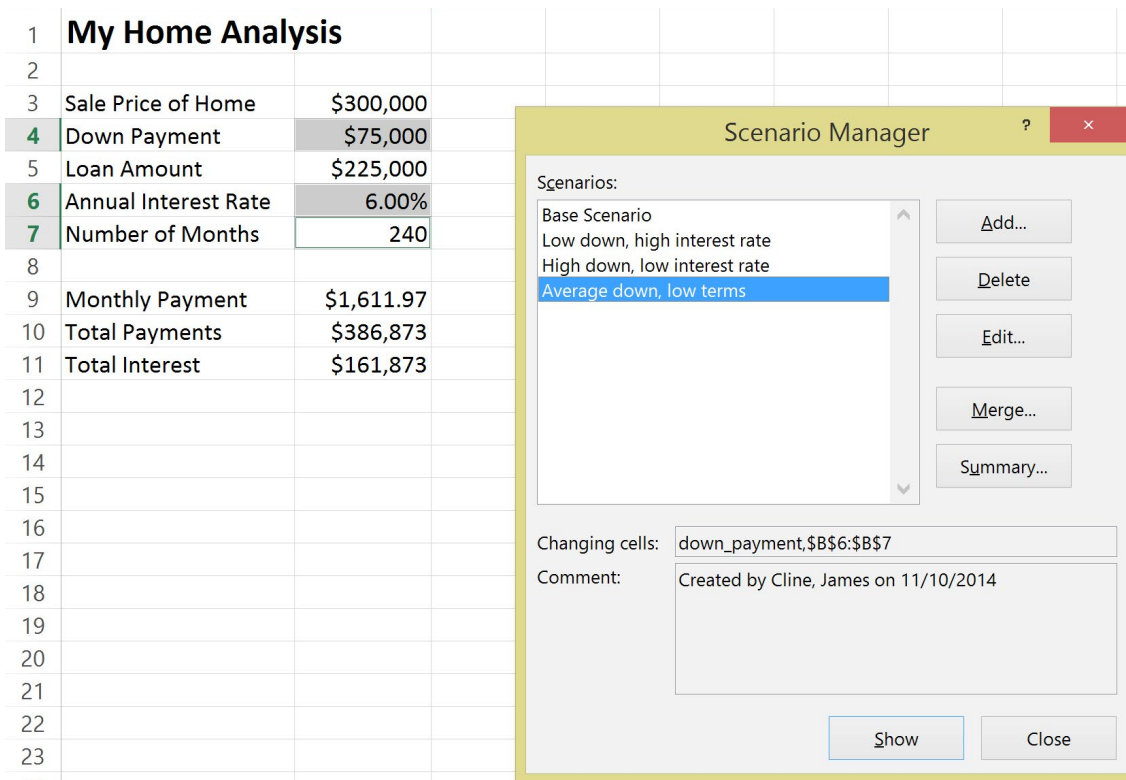 1 My Home Analysis
2
3 Sale Price of Home $300,000
4 Down Payment $75,000
5 Loan Amount $225,000
6 Annual Interest Rate 6.00%
7 Number of Months 240
8
9 Monthly Payment $1,611.97
10 Total Payments $386,873
11 Total Interest $161,873
12
13
14
15
16
17
18
19
20
21
22
23
Scenario Manager ? ×
Scenarios:
Base Scenario
Low down, high interest rate
High down, low interest rate
Average down, low terms
Add...
Delete
Edit...
Merge...
Summary...
Changing cells: down_payment,$B$6:$B$7
Comment: Created by Cline, James on 11/10/2014
Show Close